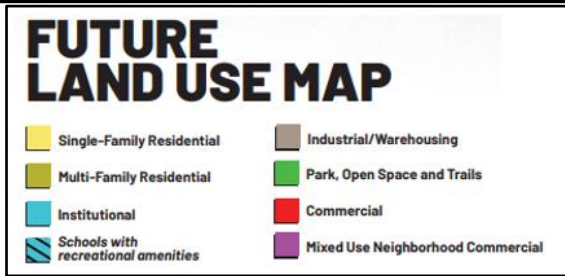 FUTURE
LAND USE MAP
Single-Family Residential
Multi-Family Residential
Institutional
Schools with
recreational amenities
Industrial/Warehousing
Park, Open Space and Trails
Commercial
Mixed Use Neighborhood Commercial